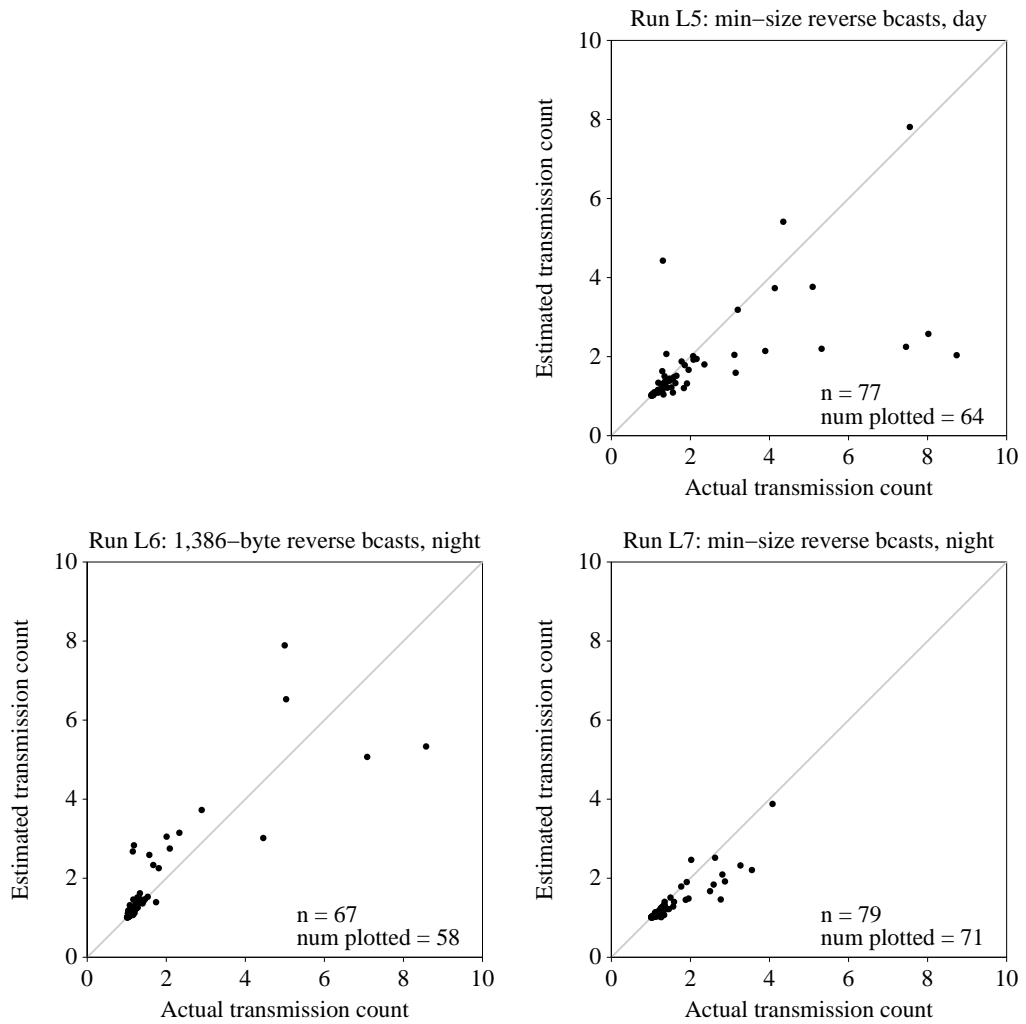 Run L5: min−size reverse bcasts, day
10
8
6
4
2
0
Estimated transmission count
n = 77
num plotted = 64
0 2 4 6 8 10
Actual transmission count
Run L6: 1,386−byte reverse bcasts, night
10
8
6
4
2
0
Estimated transmission count
n = 67
num plotted = 58
0 2 4 6 8 10
Actual transmission count
Run L7: min−size reverse bcasts, night
10
8
6
4
2
0
Estimated transmission count
n = 79
num plotted = 71
0 2 4 6 8 10
Actual transmission count